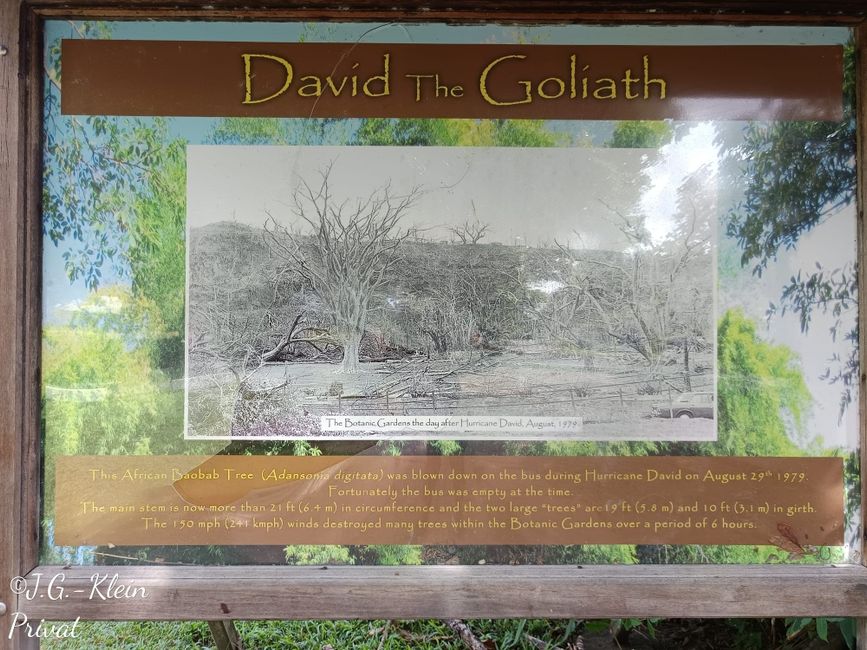 David The Goliath
The Botanic Gardens the day after Hurricane David, August, 1979.
This African Baobab Tree (Adansonia digitata) was blown down on the bus during Hurricane David on August 29th 1979.
Fortunately the bus was empty at the time.
The main stem is now more than 21 ft (6.4 m) in circumference and the two large "trees" are 19 ft (5.8 m) and 10 ft (3.1 m) in girth.
The 150 mph (241 kmph) winds destroyed many trees within the Botanic Gardens over a period of 6 hours.
©J.G.-Klein
Privat